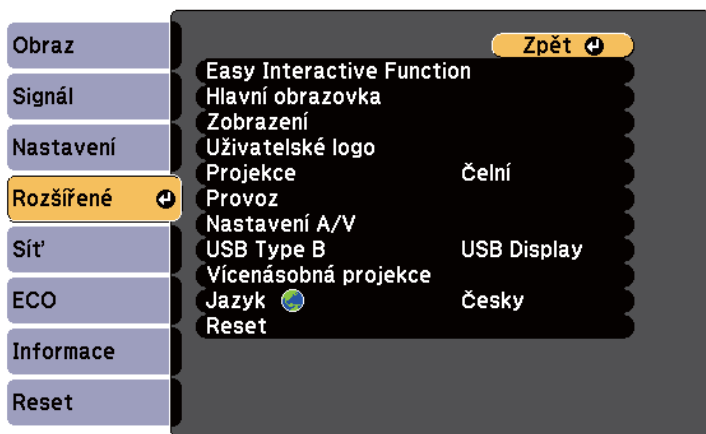 Obraz
Signál
Nastavení
Rozšířené
Síť
ECO
Informace
Reset
Zpět
Easy Interactive Function
Hlavní obrazovka
Zobrazení
Uživatelské logo
Projekce Čelní
Provoz
Nastavení A/V
USB Type B USB Display
Vícenásobná projekce
Jazyk Česky
Reset